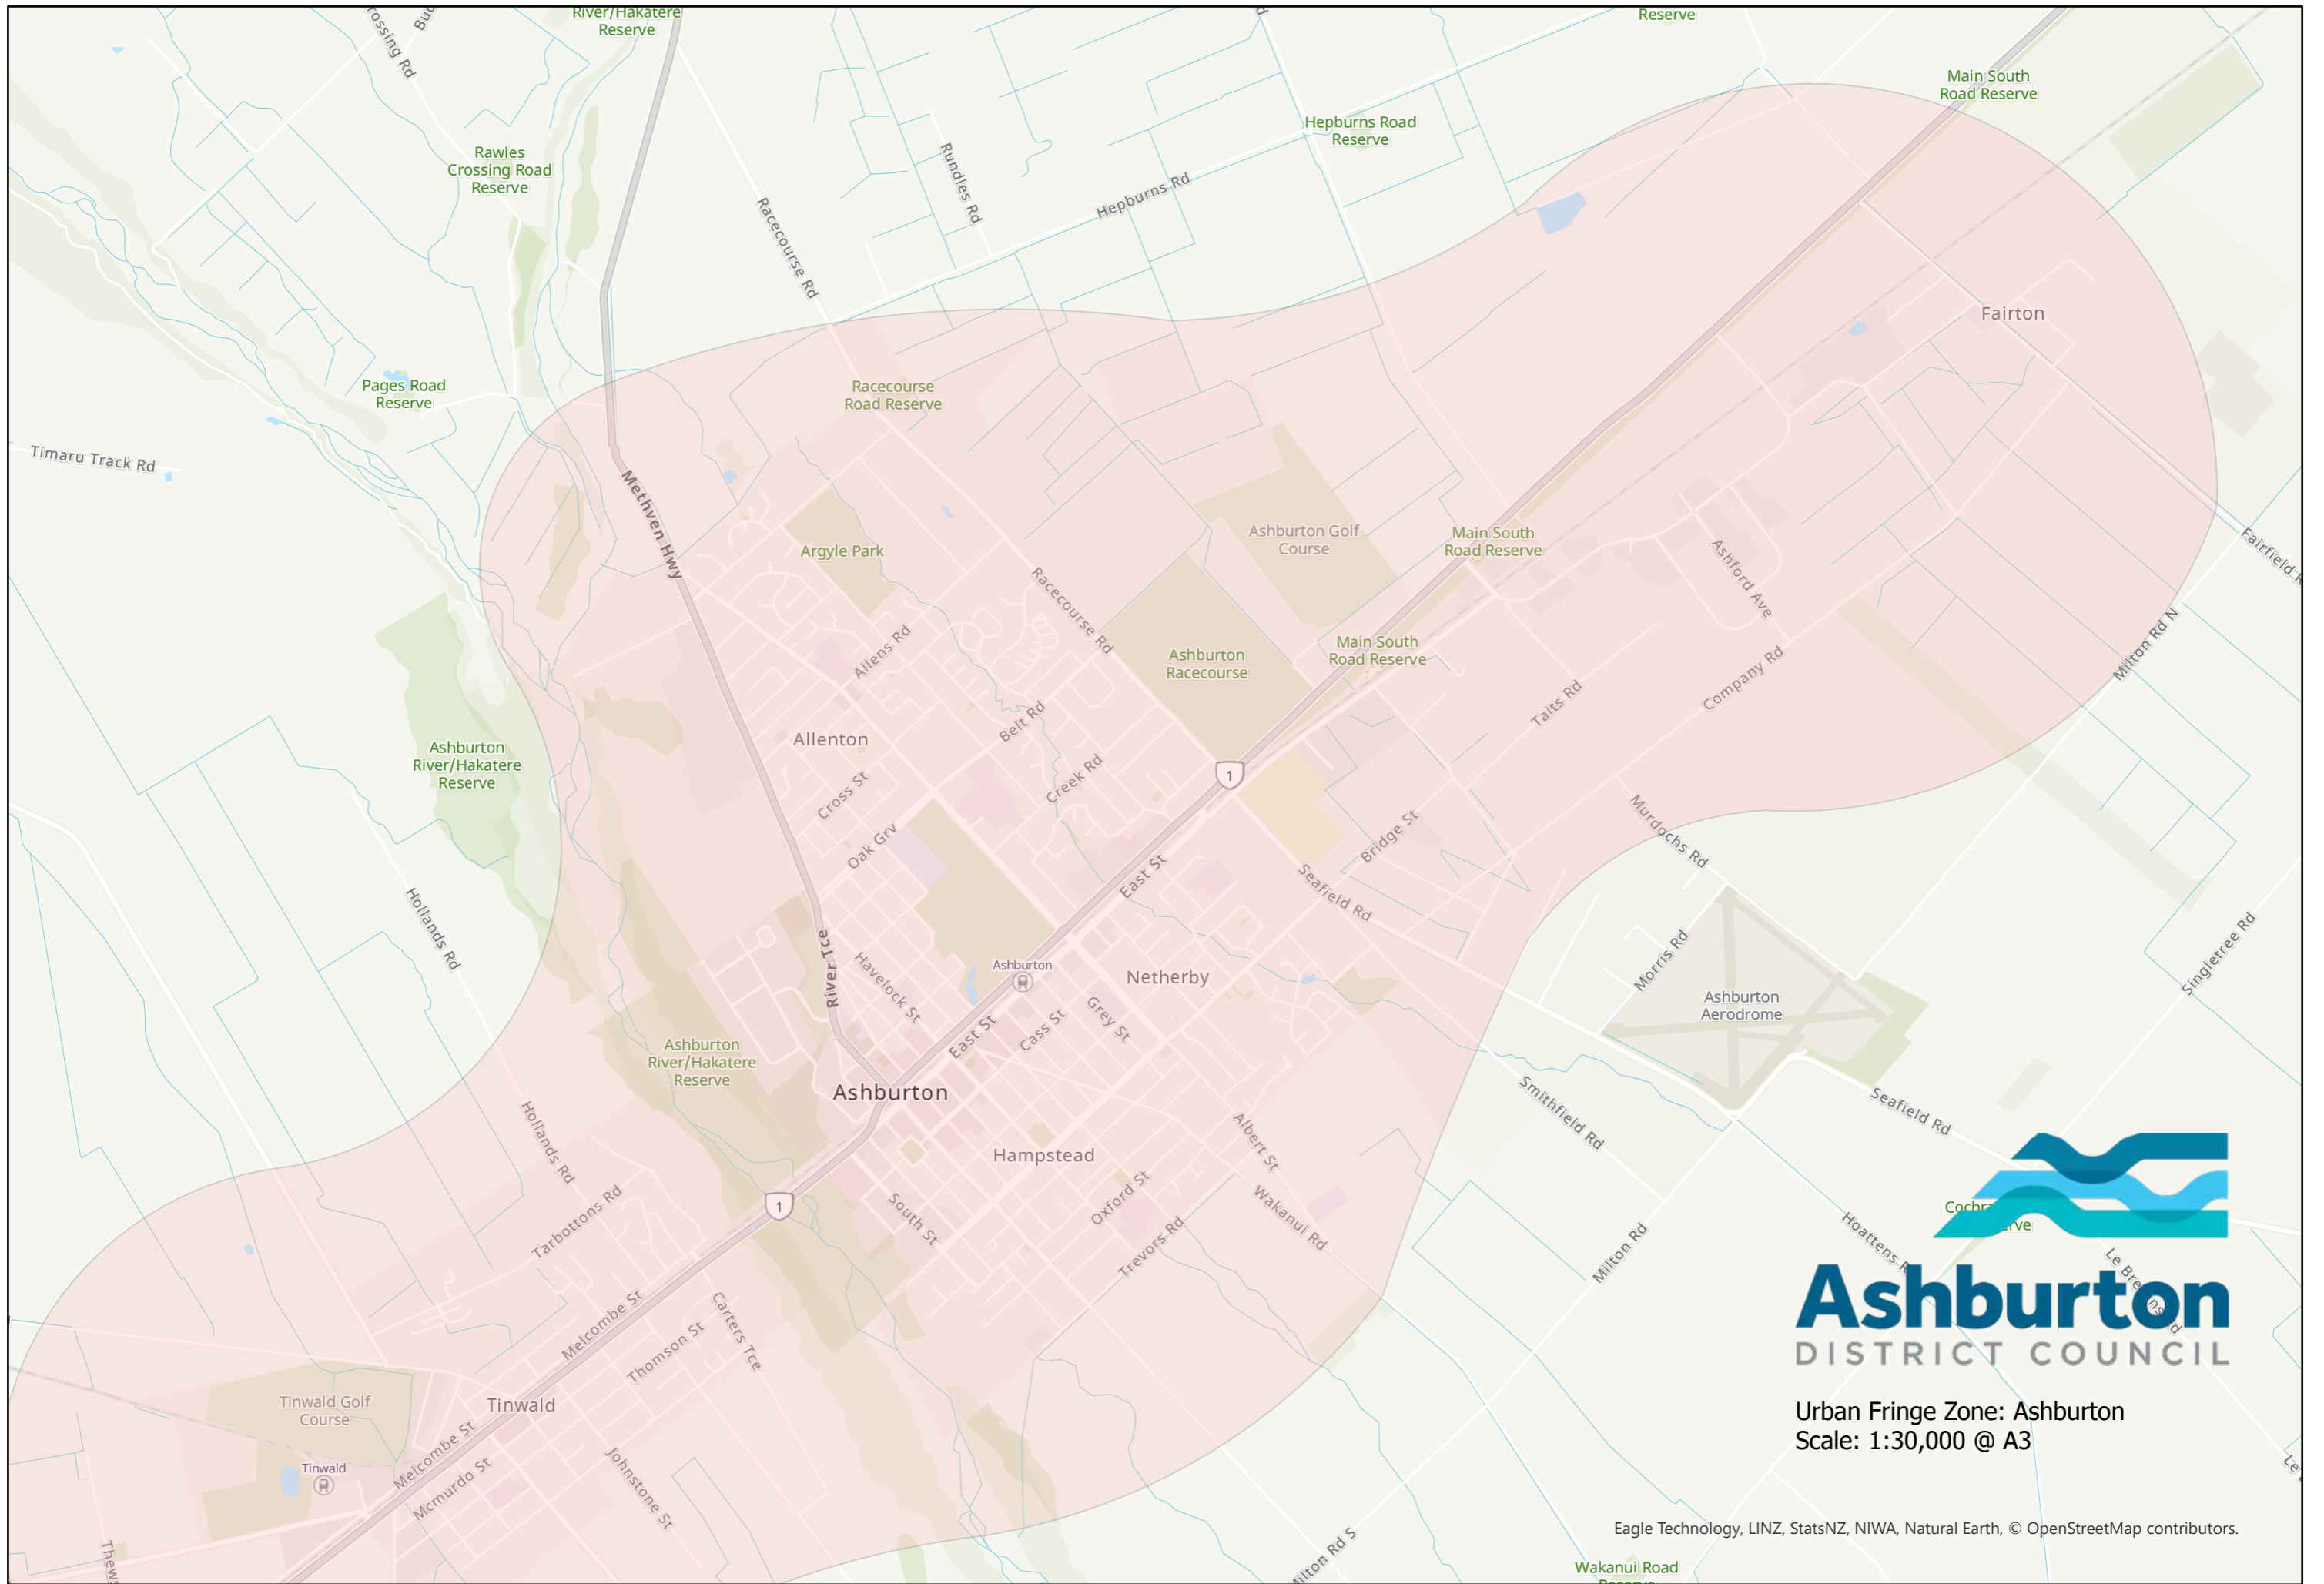 River/Hakatere
Reserve
Reserve
Main South
Road Reserve
Rawles
Crossing Road
Reserve
Hepburns Road
Reserve
Rundles Rd
Hepburns Rd
Racecourse Rd
Fairton
Pages Road
Reserve
Racecourse
Road Reserve
Timaru Track Rd
Methven Hwy
Argyle Park
Ashburton Golf
Course
Main South
Road Reserve
Ashford Ave
Racecourse Rd
Allens Rd
Ashburton
Racecourse
Main South
Road Reserve
Milton Rd N
Company Rd
Taits Rd
Belt Rd
Allenton
Ashburton
River/Hakatere
Reserve
Cross St
Creek Rd
1
Oak Grv
East St
Bridge St
Murdochs Rd
Seafield Rd
Hollands Rd
River Tce
Havelock St
Ashburton
Netherby
Morris Rd
Singletree Rd
Ashburton
Aerodrome
Grey St
Cass St
East St
Ashburton
River/Hakatere
Reserve
Ashburton
Smithfield Rd
Seafield Rd
Hollands Rd
Albert St
Hampstead
Tarbottons Rd
1
South St
Oxford St
Trevors Rd
Wakanui Rd
Milton Rd
Hoattens R
Melcombe St
Carters Tce
Thomson St
Tinwald Golf
Course
Tinwald
Melcombe St
Tinwald
Mcmurdo St
Johnstone St
Milton Rd S
Wakanui Road
Reserve
Ashburton
DISTRICT COUNCIL
Urban Fringe Zone: Ashburton
Scale: 1:30,000 @ A3
Eagle Technology, LINZ, StatsNZ, NIWA, Natural Earth, © OpenStreetMap contributors.